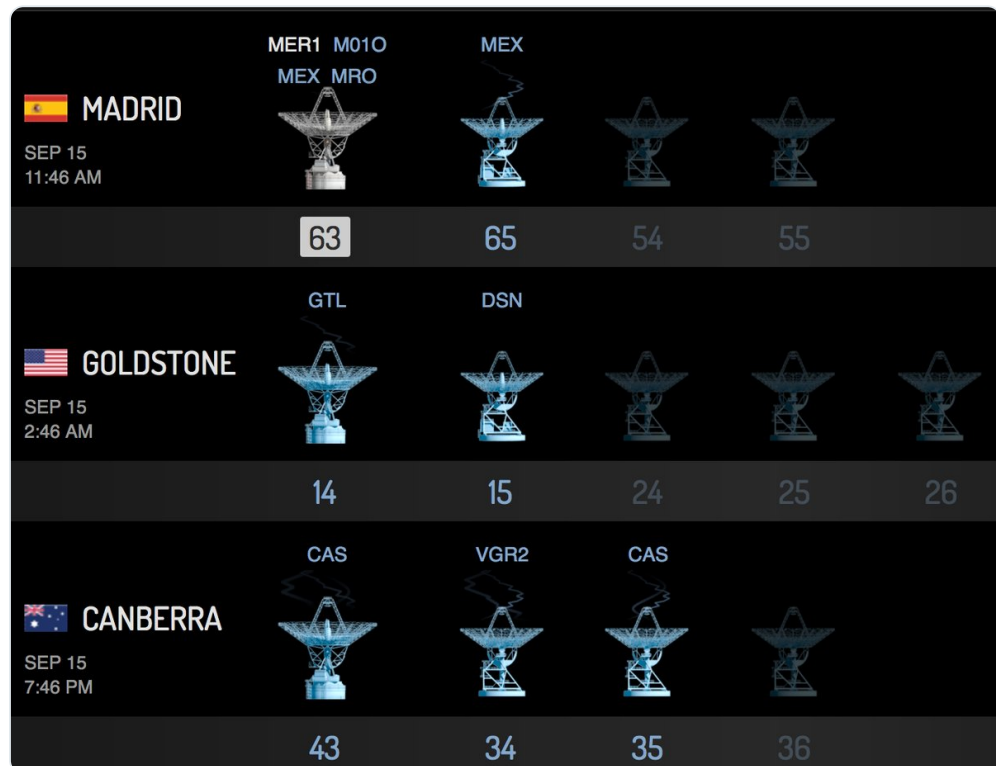 MER1 M01O
MEX MRO
MEX
MADRID
SEP 15
11:46 AM
63 65 54 55
GTL DSN
GOLDSTONE
SEP 15
2:46 AM
14 15 24 25 26
CAS VGR2 CAS
CANBERRA
SEP 15
7:46 PM
43 34 35 36